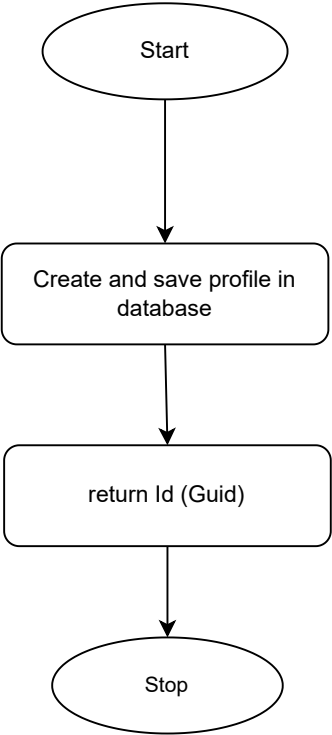 Start
Create and save profile in
database
return Id (Guid)
Stop